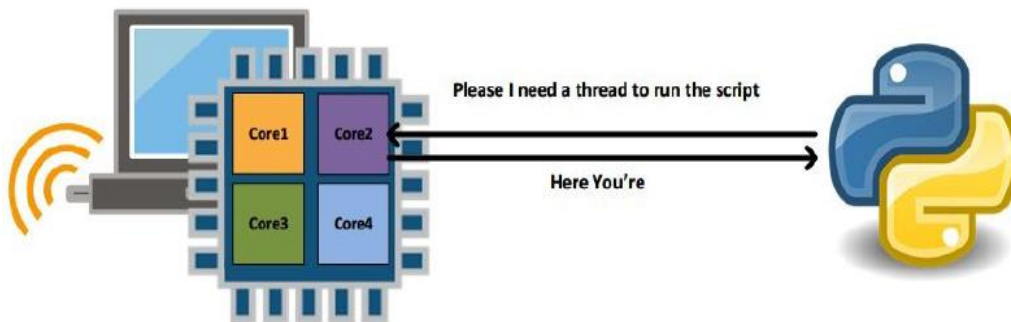 Please I need a thread to run the script
Core1
Core2
Here You're
Core3
Core4